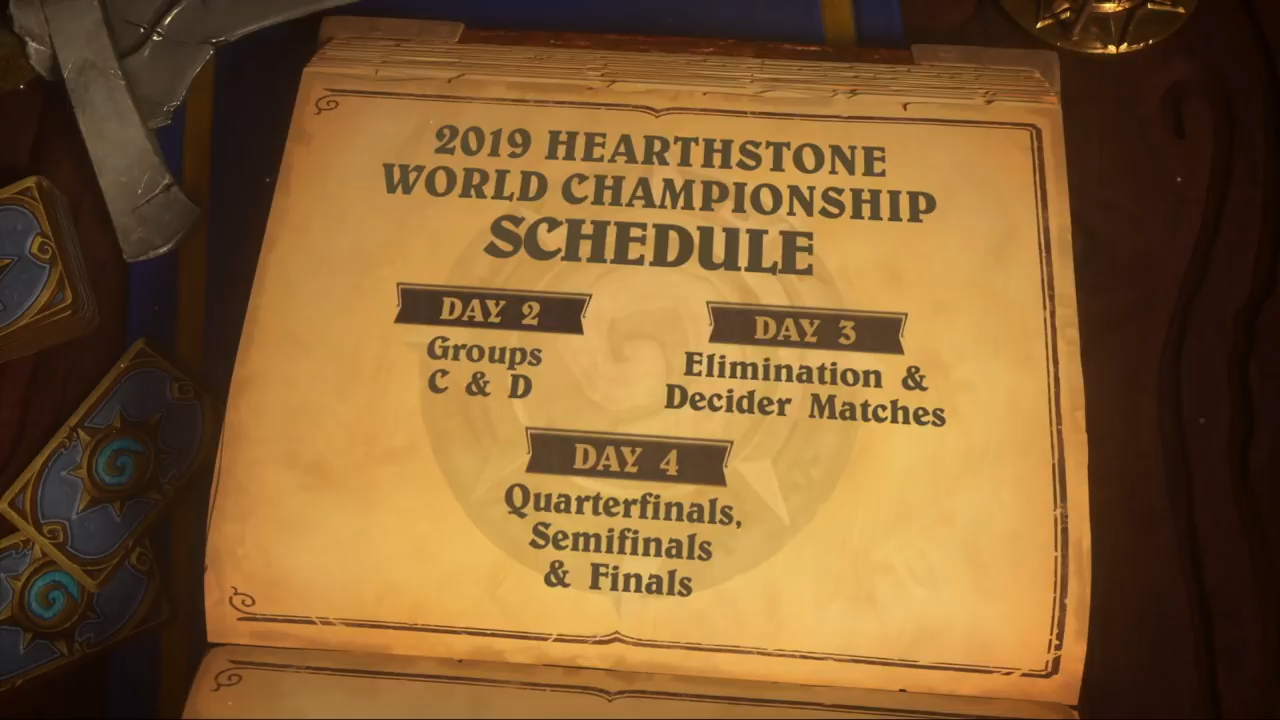 2019 HEARTHSTONE
WORLD CHAMPIONSHIP
SCHEDULE
DAY 2
Groups
C & D
DAY 3
Elimination &
Decider Matches
DAY 4
Quarterfinals,
Semifinals
& Finals